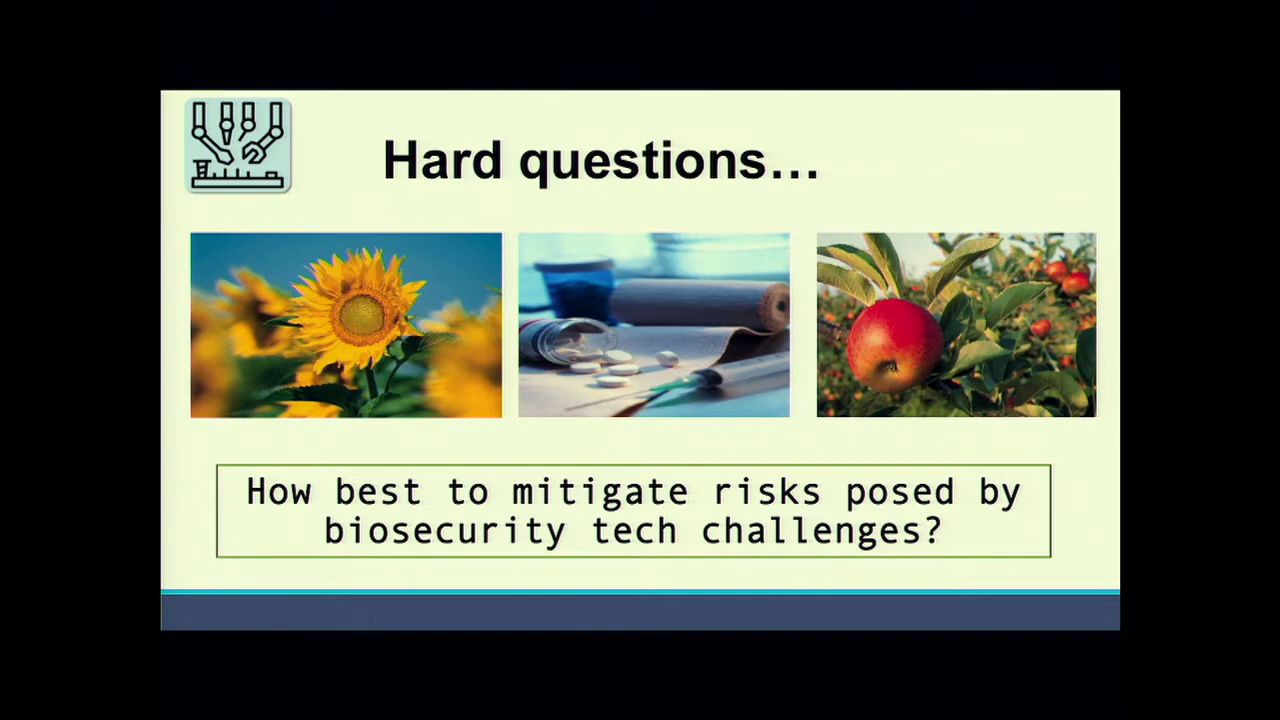 Hard questions…
How best to mitigate risks posed by
biosecurity tech challenges?